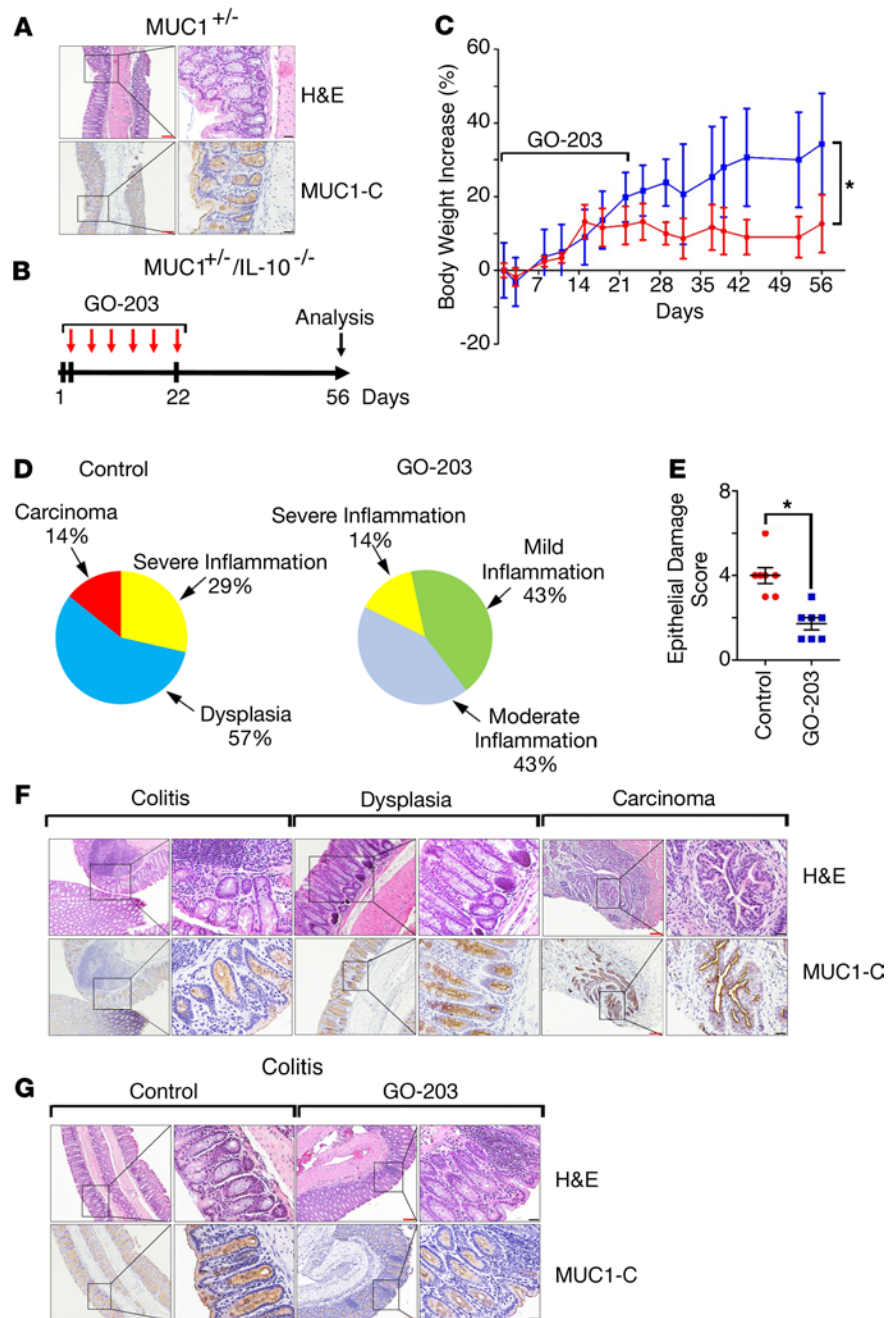 A
MUC1+/-
H&E
MUC1-C
B
MUC1+/-/IL-10-/-
GO-203
Analysis
1
22
56
Days
C
Body Weight Increase (%)
60
40
20
0
-20
GO-203
*
7
14
21
28
35
42
49
56
Days
D
Control
Carcinoma
14%
Severe Inflammation
29%
Dysplasia
57%
GO-203
Severe Inflammation
14%
Mild
Inflammation
43%
Moderate
Inflammation
43%
E
Epithelial Damage
Score
8
4
0
*
Control
GO-203
F
Colitis
Dysplasia
Carcinoma
H&E
MUC1-C
G
Colitis
Control
GO-203
H&E
MUC1-C